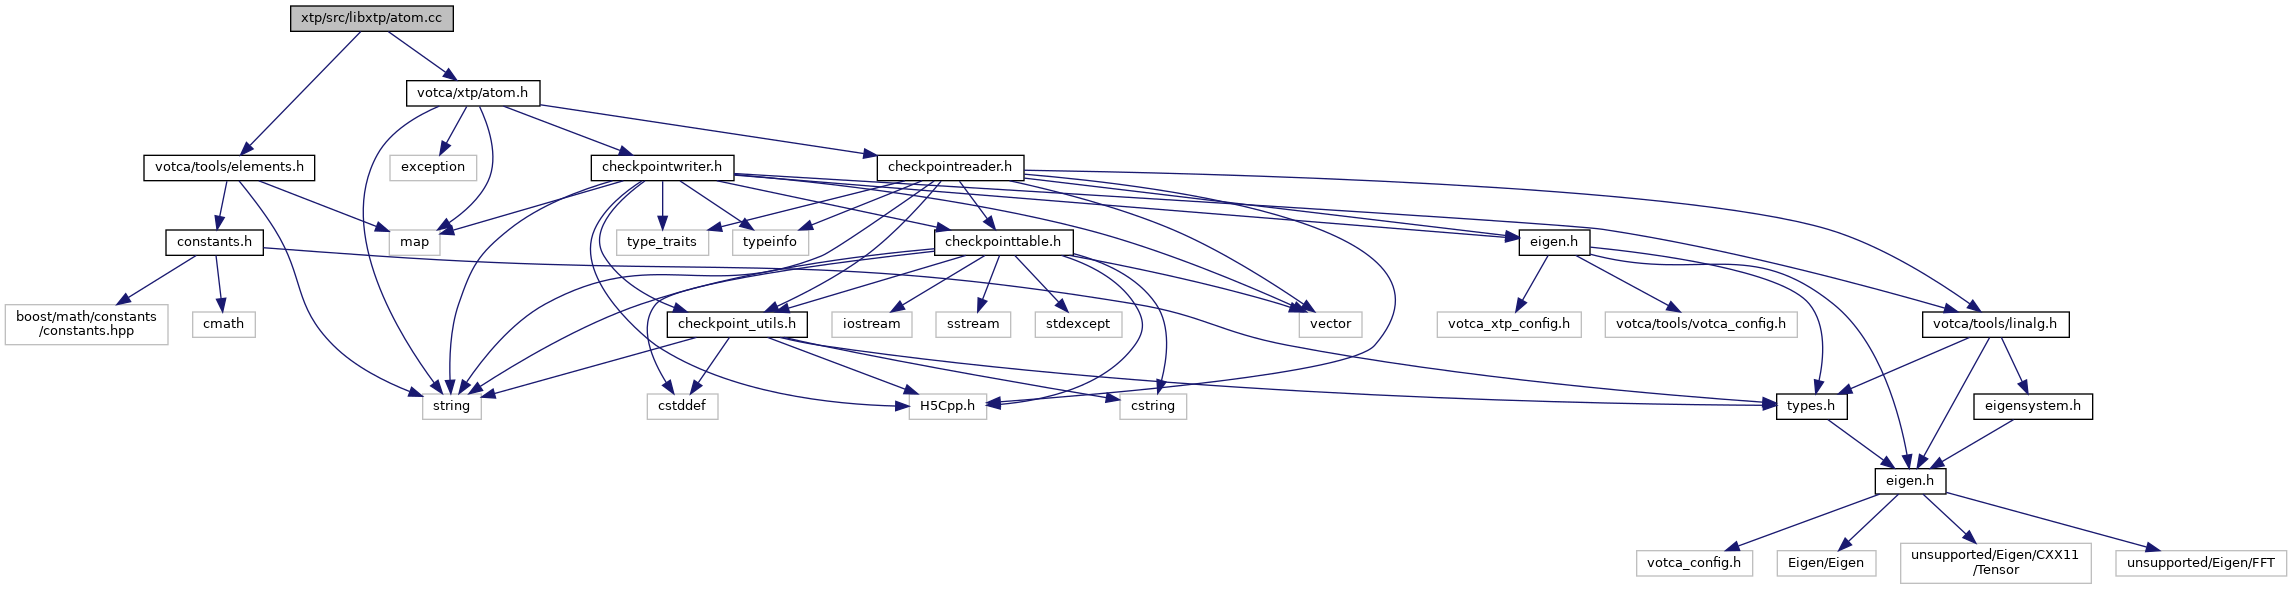 xtp/src/libxtp/atom.cc
votca/xtp/atom.h
votca/tools/elements.h
exception
checkpointwriter.h
checkpointreader.h
constants.h
map
type_traits
typeinfo
checkpointtable.h
eigen.h
boost/math/constants
/constants.hpp
cmath
checkpoint_utils.h
iostream
sstream
stdexcept
vector
votca_xtp_config.h
votca/tools/votca_config.h
votca/tools/linalg.h
string
cstddef
H5Cpp.h
cstring
types.h
eigensystem.h
eigen.h
votca_config.h
Eigen/Eigen
unsupported/Eigen/CXX11
/Tensor
unsupported/Eigen/FFT